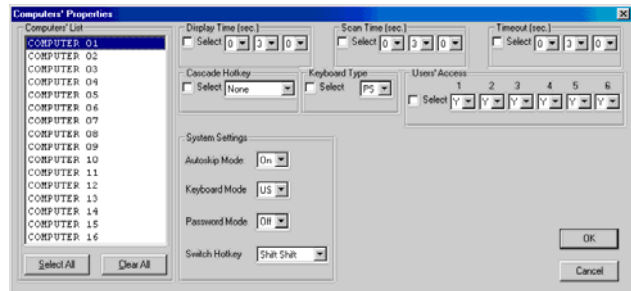 Computers' Properties
Computers' List
COMPUTER 01
COMPUTER 02
COMPUTER 03
COMPUTER 04
COMPUTER 05
COMPUTER 06
COMPUTER 07
COMPUTER 08
COMPUTER 09
COMPUTER 10
COMPUTER 11
COMPUTER 12
COMPUTER 13
COMPUTER 14
COMPUTER 15
COMPUTER 16
Select All Clear All
Display Time [sec.]
Select 0 3 0
Scan Time [sec]
Select 0 3 0
Timeout [sec.]
Select 0 3 0
Cascade Hotkey
Select None
Keyboard Type
Select PS
Users' Access
1 2 3 4 5 6
Select Y Y Y Y Y Y
System Settings
Autoskip Mode On
Keyboard Mode US
Password Mode Off
Switch Hotkey Shift Shift
OK
Cancel